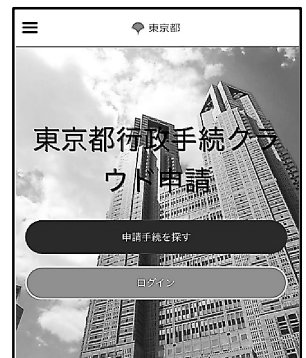 東京都
東京都行政手続クラ
ウド申請
申請手続を探す
ログイン